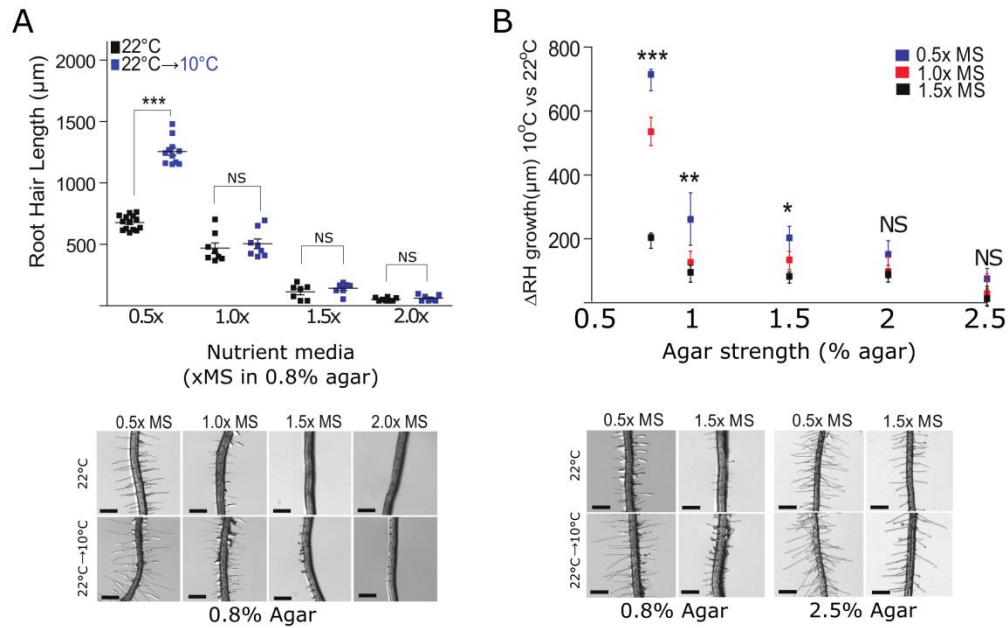 A
22°C
22°C→10°C
Root Hair Length (μm)
2000
1500
1000
500
***
NS
NS
NS
0.5x
1.0x
1.5x
2.0x
Nutrient media
(xMS in 0.8% agar)
0.5x MS
1.0x MS
1.5x MS
2.0x MS
22°C
22°C→10°C
0.8% Agar
B
ΔRH growth(μm) 10°C vs 22°C
800
600
400
200
***
**
*
NS
NS
0.5x MS
1.0x MS
1.5x MS
0.5
1
1.5
2
2.5
Agar strength (% agar)
0.5x MS
1.5x MS
0.5x MS
1.5x MS
22°C
22°C→10°C
0.8% Agar
2.5% Agar